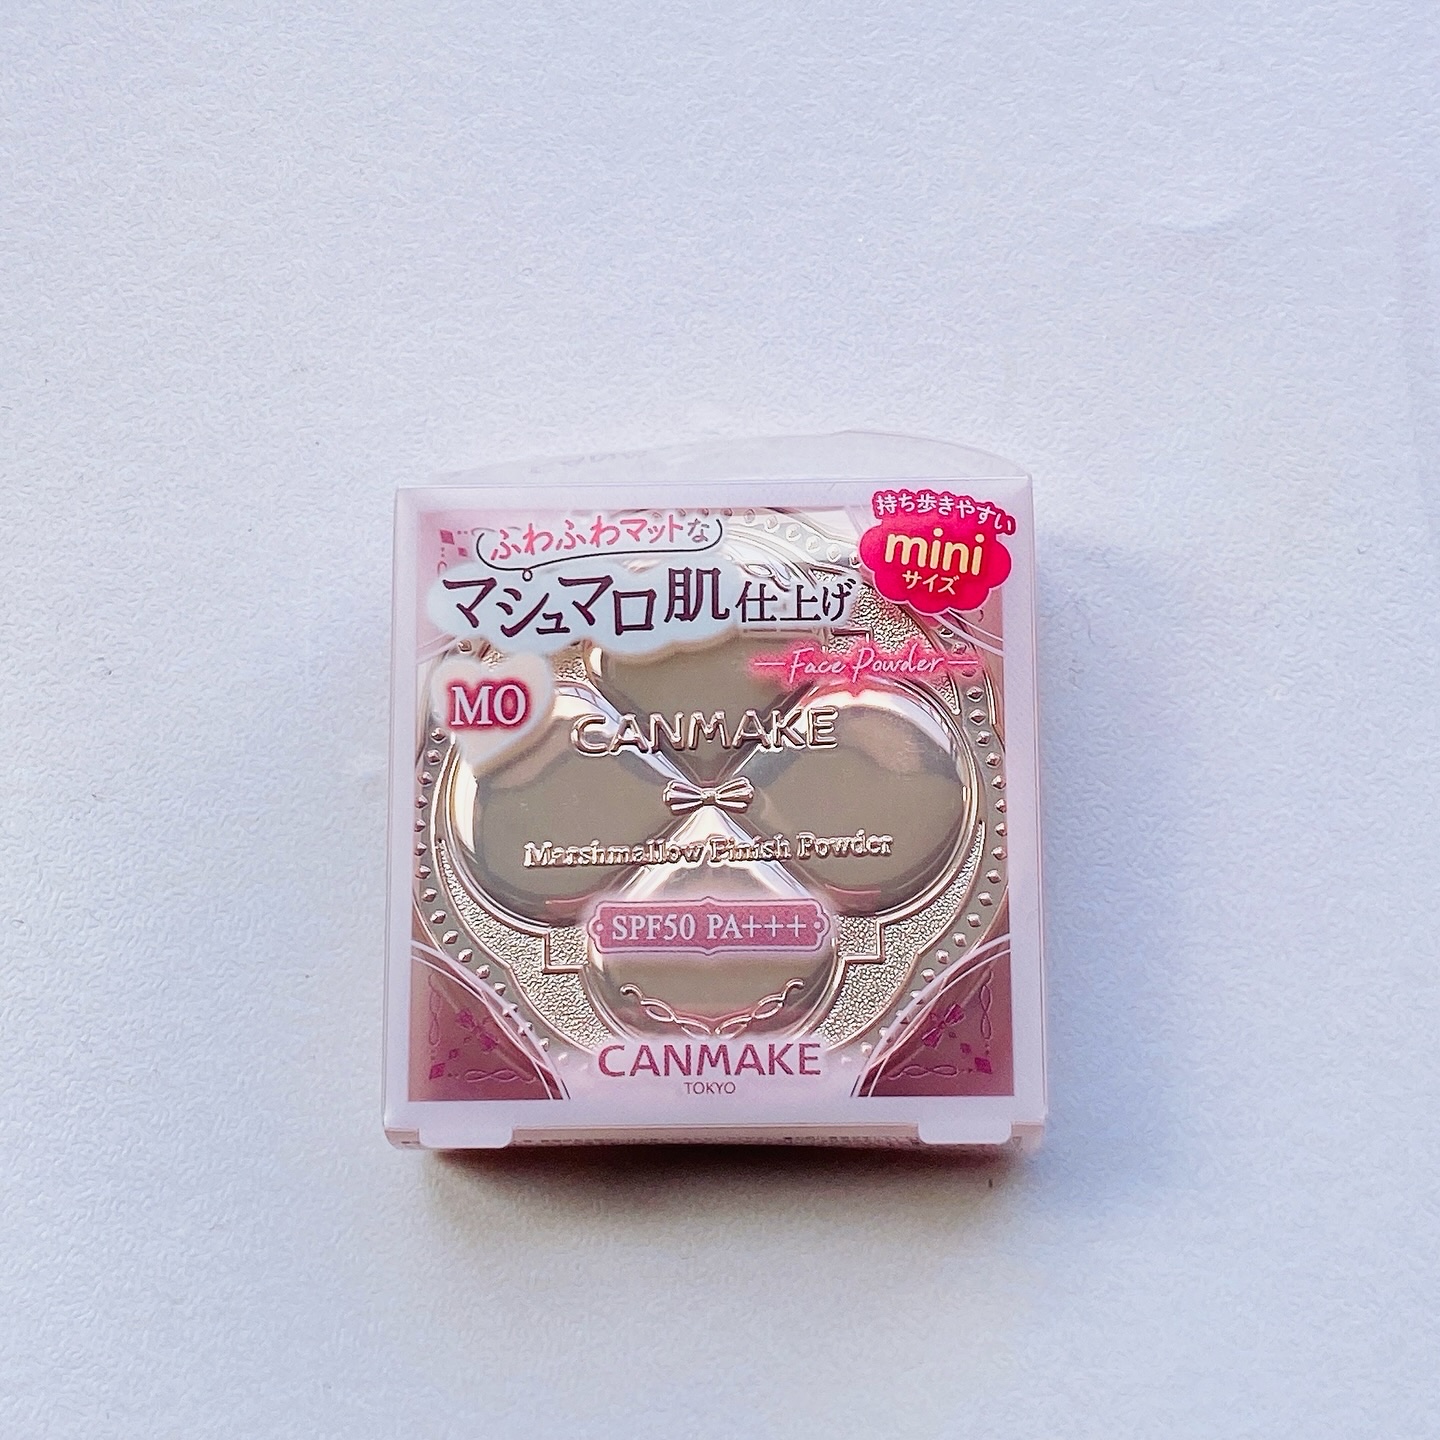 ふわふわマットな
マシュマロ肌仕上げ
持ち歩きやすい
mini
サイズ
Face Powder
MO
CANMAKE
Marshmallow Finish Powder
SPF50 PA+++
CANMAKE
TOKYO